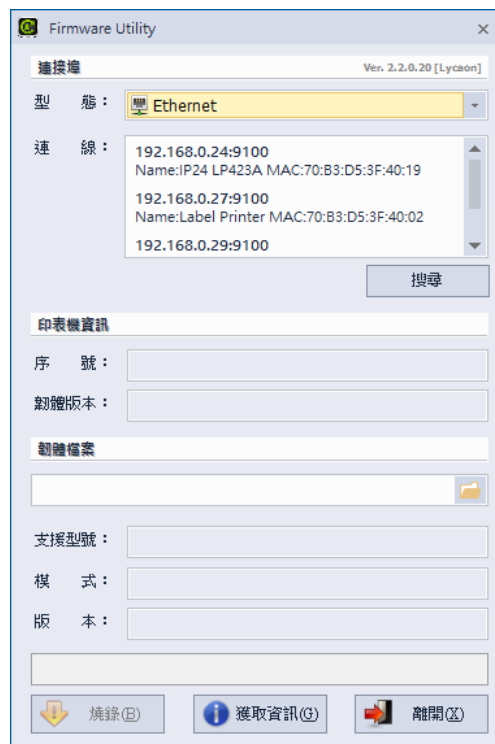 Firmware Utility
連接埠 Ver. 2.2.0.20 [Lycaon]
型 態： Ethernet
連 線： 192.168.0.24:9100
Name:IP24 LP423A MAC:70:B3:D5:3F:40:19
192.168.0.27:9100
Name:Label Printer MAC:70:B3:D5:3F:40:02
192.168.0.29:9100
搜尋
印表機資訊
序 號：
韌體版本：
韌體檔案
支援型號：
模 式：
版 本：
燒錄(B) 獲取資訊(G) 離開(X)